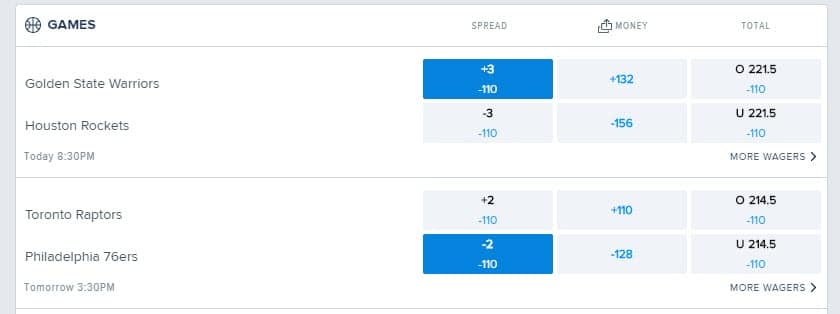 GAMES SPREAD MONEY TOTAL
+3 O 221.5
Golden State Warriors -110 +132 -110
-3 U 221.5
Houston Rockets -110 -156 -110
Today 8:30PM MORE WAGERS
+2 O 214.5
Toronto Raptors -110 +110 -110
-2 U 214.5
Philadelphia 76ers -110 -128 -110
Tomorrow 3:30PM MORE WAGERS